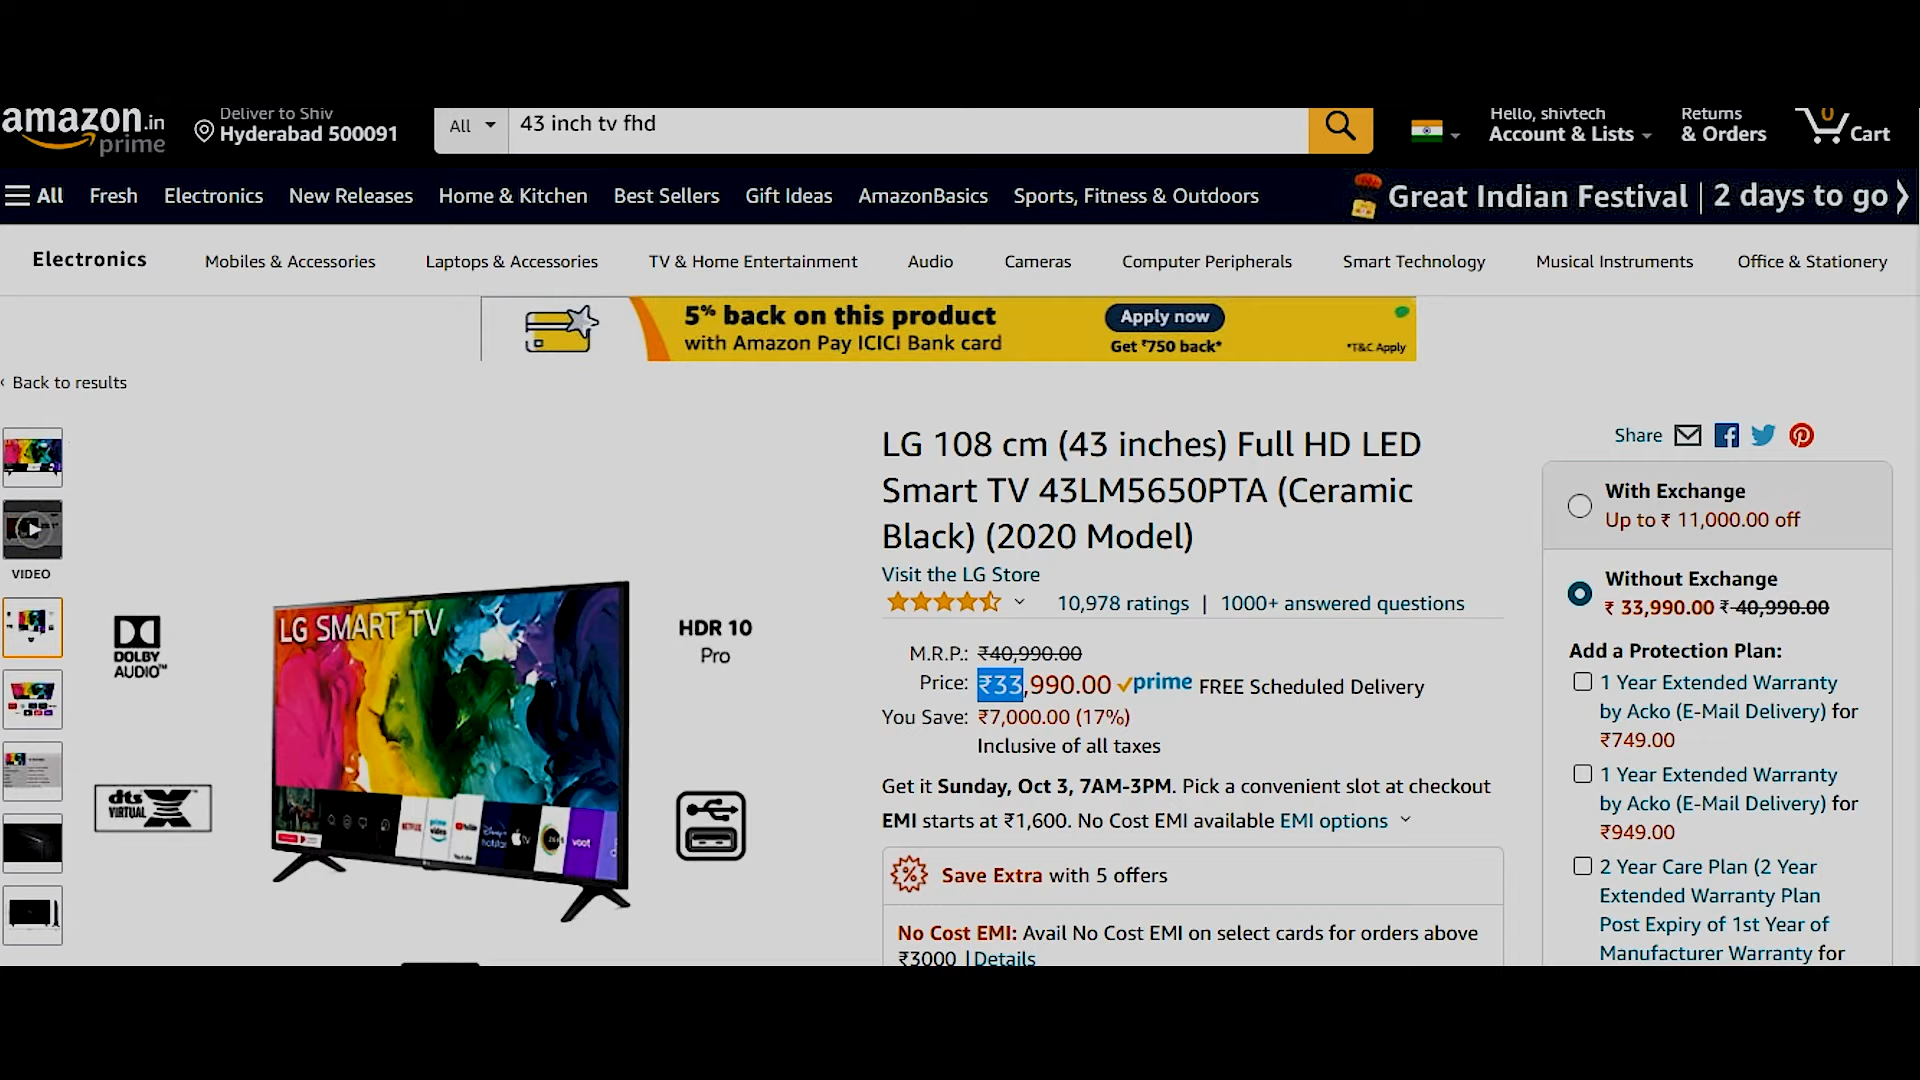 amazon.in
prime
Deliver to Shiv
Hyderabad 500091
All
43 inch tv fhd
Hello, shivtech
Account & Lists
Returns
& Orders
0
Cart
All
Fresh
Electronics
New Releases
Home & Kitchen
Best Sellers
Gift Ideas
AmazonBasics
Sports, Fitness & Outdoors
Great Indian Festival | 2 days to go
Electronics
Mobiles & Accessories
Laptops & Accessories
TV & Home Entertainment
Audio
Cameras
Computer Peripherals
Smart Technology
Musical Instruments
Office & Stationery
5% back on this product
with Amazon Pay ICICI Bank card
Apply now
Get ₹750 back*
*T&C Apply
‹ Back to results
VIDEO
DOLBY
AUDIO™
dts X
VIRTUAL
LG SMART TV
NETFLIX
prime video
YouTube
Disney+ hotstar
tv
voot
HDR 10
Pro
LG 108 cm (43 inches) Full HD LED
Smart TV 43LM5650PTA (Ceramic
Black) (2020 Model)
Visit the LG Store
10,978 ratings | 1000+ answered questions
M.R.P.: ₹40,990.00
Price: ₹33,990.00 prime FREE Scheduled Delivery
You Save: ₹7,000.00 (17%)
Inclusive of all taxes
Get it Sunday, Oct 3, 7AM-3PM. Pick a convenient slot at checkout
EMI starts at ₹1,600. No Cost EMI available EMI options
Save Extra with 5 offers
No Cost EMI: Avail No Cost EMI on select cards for orders above
₹3000 | Details
Share
With Exchange
Up to ₹ 11,000.00 off
Without Exchange
₹ 33,990.00 ₹ 40,990.00
Add a Protection Plan:
1 Year Extended Warranty
by Acko (E-Mail Delivery) for
₹749.00
1 Year Extended Warranty
by Acko (E-Mail Delivery) for
₹949.00
2 Year Care Plan (2 Year
Extended Warranty Plan
Post Expiry of 1st Year of
Manufacturer Warranty for